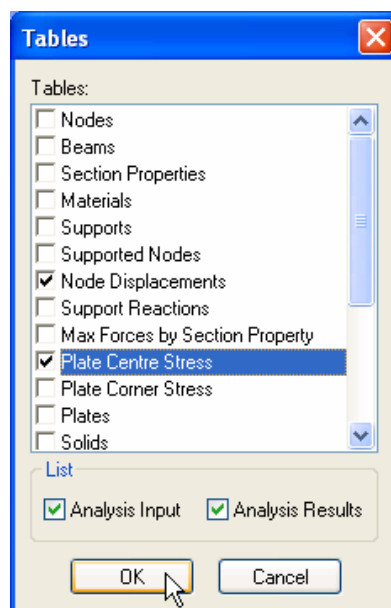 Tables
Tables:
Nodes
Beams
Section Properties
Materials
Supports
Supported Nodes
Node Displacements
Support Reactions
Max Forces by Section Property
Plate Centre Stress
Plate Corner Stress
Plates
Solids
List
Analysis Input Analysis Results
OK Cancel